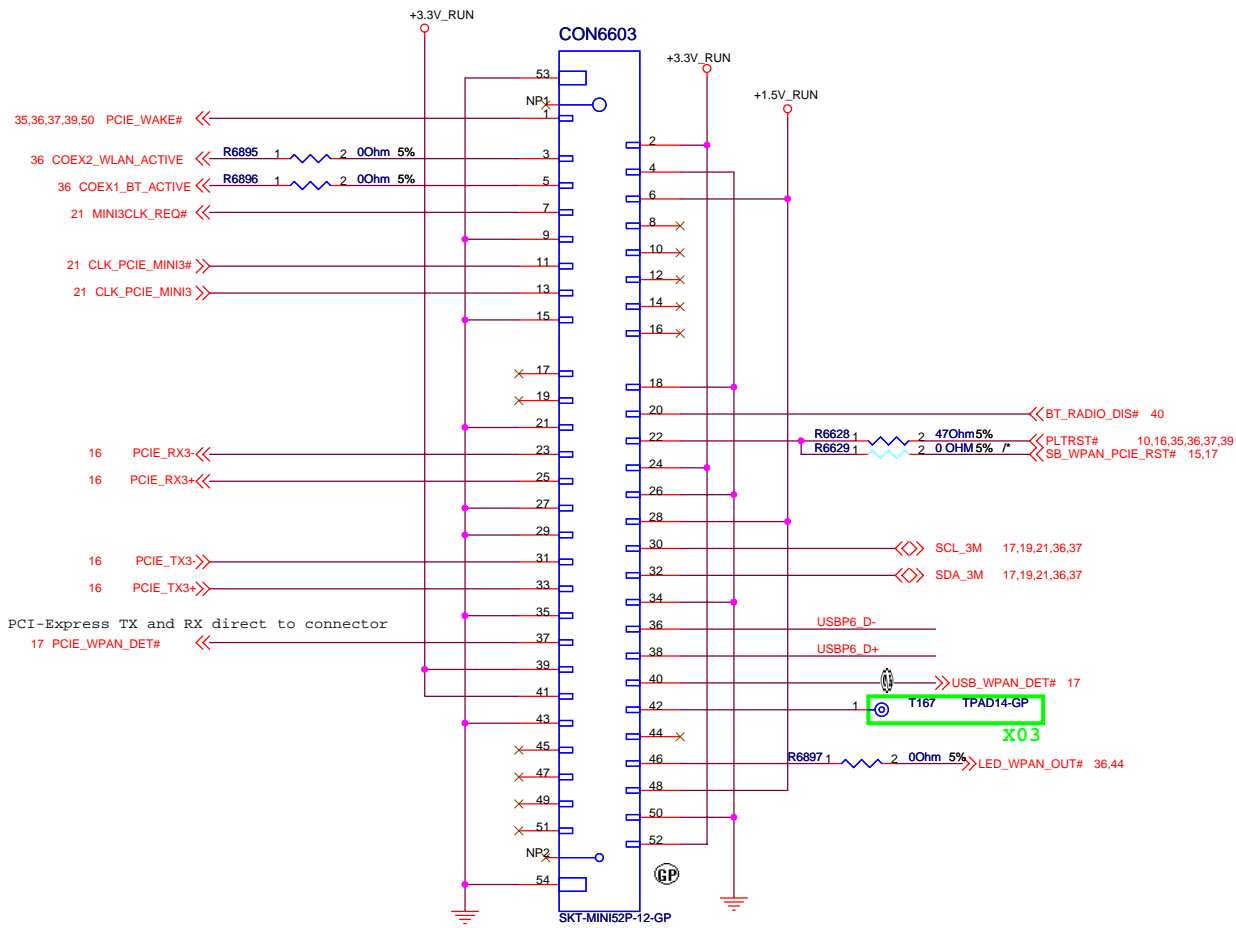 +3.3V_RUN
CON6603
+3.3V_RUN
+1.5V_RUN
53
NP1
35,36,37,39,50 PCIE_WAKE# 1
2
36 COEX2_WLAN_ACTIVE R6895 1 2 0Ohm 5% 3
4
36 COEX1_BT_ACTIVE R6896 1 2 0Ohm 5% 5
6
21 MINI3CLK_REQ# 7
8
9
10
21 CLK_PCIE_MINI3# 11
12
21 CLK_PCIE_MINI3 13
14
15
16
17
18
19
20 BT_RADIO_DIS# 40
21
22 R6628 1 2 47Ohm 5% PLTRST# 10,16,35,36,37,39
R6629 1 2 0 OHM 5% /* SB_WPAN_PCIE_RST# 15,17
16 PCIE_RX3- 23
24
16 PCIE_RX3+ 25
26
27
28
29
30 SCL_3M 17,19,21,36,37
16 PCIE_TX3- 31
32 SDA_3M 17,19,21,36,37
16 PCIE_TX3+ 33
34
35
PCI-Express TX and RX direct to connector
36 USBP6_D-
17 PCIE_WPAN_DET# 37
38 USBP6_D+
39
40 USB_WPAN_DET# 17
41
42 1 T167 TPAD14-GP
X03
43
44
45
46 R6897 1 2 0Ohm 5% LED_WPAN_OUT# 36,44
47
48
49
50
51
52
NP2
54
GP
SKT-MINI52P-12-GP